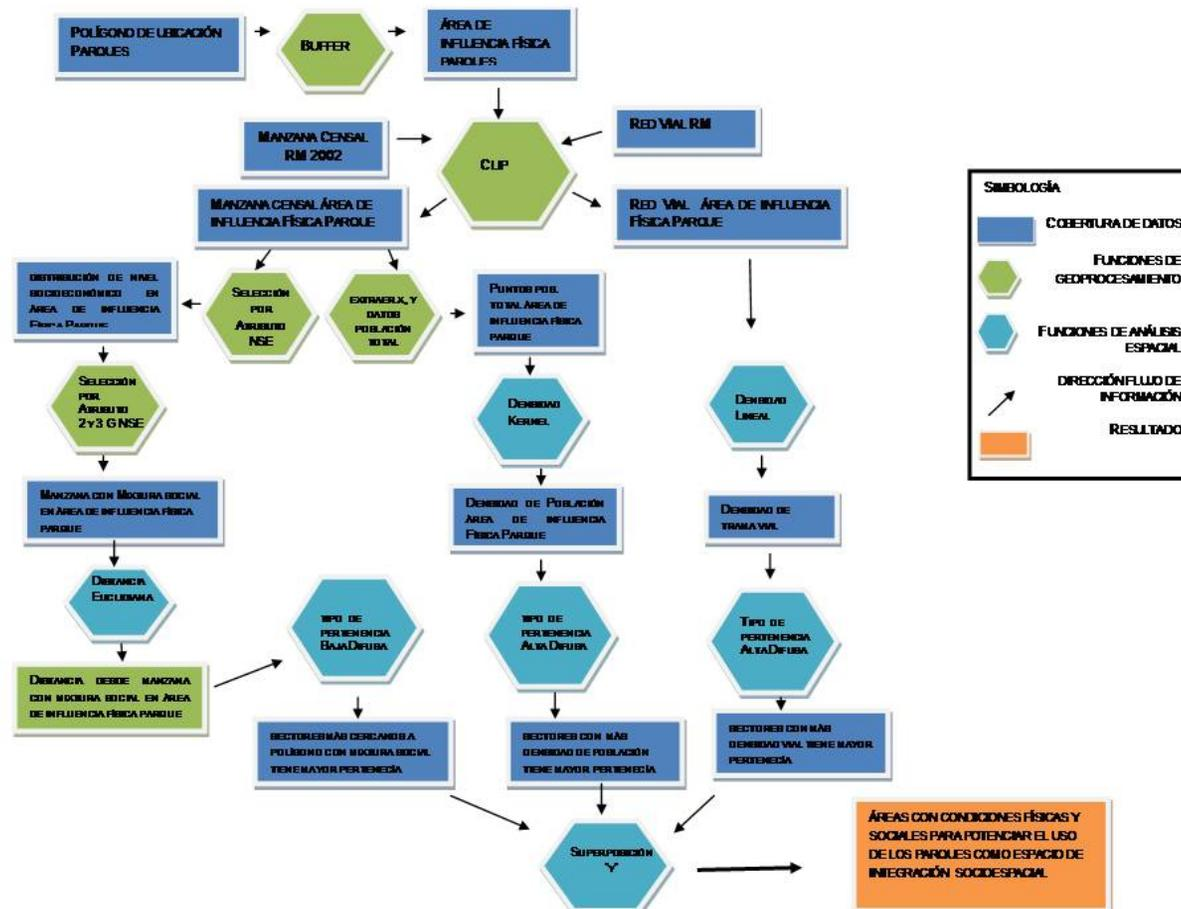 POLÍGONO DE UBICACIÓN
PARQUES
BUFFER
ÁREA DE
INFLUENCIA FÍSICA
PARQUES
MANZANA CENSAL
RM 2002
CLIP
RED VIAL RM
MANZANA CENSAL ÁREA DE
INFLUENCIA FÍSICA PARQUE
RED VIAL ÁREA DE INFLUENCIA
FÍSICA PARQUE
DISTRIBUCIÓN DE NIVEL
SOCIOECONÓMICO EN
ÁREA DE INFLUENCIA
FÍSICA PARQUE
SELECCIÓN
POR
ATRIBUTO
NSE
EXTRAER X, Y
DATOS
POBLACIÓN
TOTAL
PUNTOS POB.
TOTAL ÁREA DE
INFLUENCIA FÍSICA
PARQUE
SELECCIÓN
POR
ATRIBUTO
2 Y 3 G NSE
DENSIDAD
KERNEL
DENSIDAD
LINEAL
MANZANA CON MIXTURA SOCIAL
EN ÁREA DE INFLUENCIA FÍSICA
PARQUE
DENSIDAD DE POBLACIÓN
ÁREA DE INFLUENCIA
FÍSICA PARQUE
DENSIDAD DE
TRAMA VIAL
DISTANCIA
EUCLIDIANA
TIPO DE
PERTENENCIA
BAJA DIFUSA
TIPO DE
PERTENENCIA
ALTA DIFUSA
TIPO DE
PERTENENCIA
ALTA DIFUSA
DISTANCIA DESDE MANZANA
CON MIXTURA SOCIAL EN ÁREA
DE INFLUENCIA FÍSICA PARQUE
SECTORES MÁS CERCANOS A
POLÍGONO CON MIXTURA SOCIAL
TIENE MAYOR PERTENECÍA
SECTORES CON MÁS
DENSIDAD DE POBLACIÓN
TIENE MAYOR PERTENECÍA
SECTORES CON MÁS
DENSIDAD VIAL TIENE MAYOR
PERTENECÍA
SUPERPOSICIÓN
'Y'
ÁREAS CON CONDICIONES FÍSICAS Y
SOCIALES PARA POTENCIAR EL USO
DE LOS PARQUES COMO ESPACIO DE
INTEGRACIÓN SOCIOESPACIAL
SIMBOLOGÍA
COBERTURA DE DATOS
FUNCIONES DE
GEOPROCESAMIENTO
FUNCIONES DE ANÁLISIS
ESPACIAL
DIRECCIÓN FLUJO DE
INFORMACIÓN
RESULTADO